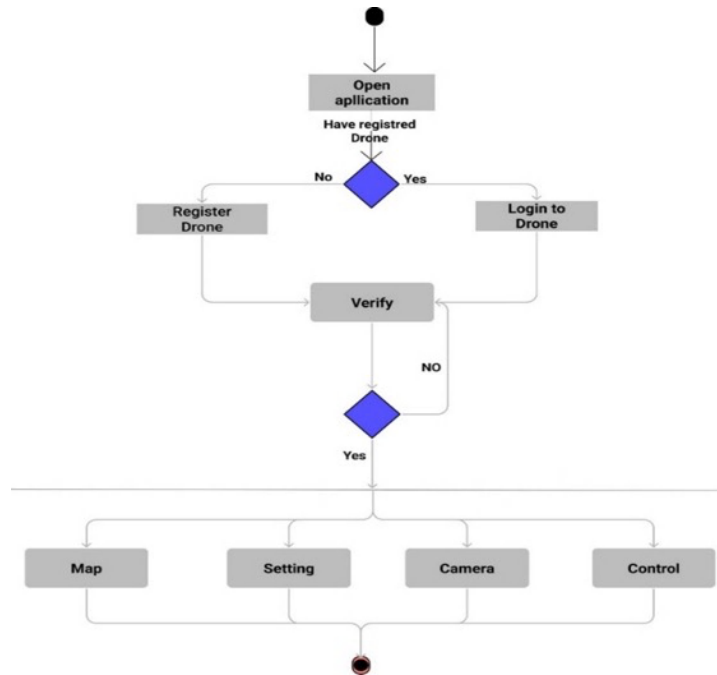 Open
apllication
Have registred
Drone
No
Yes
Register
Drone
Login to
Drone
Verify
NO
Yes
Map
Setting
Camera
Control